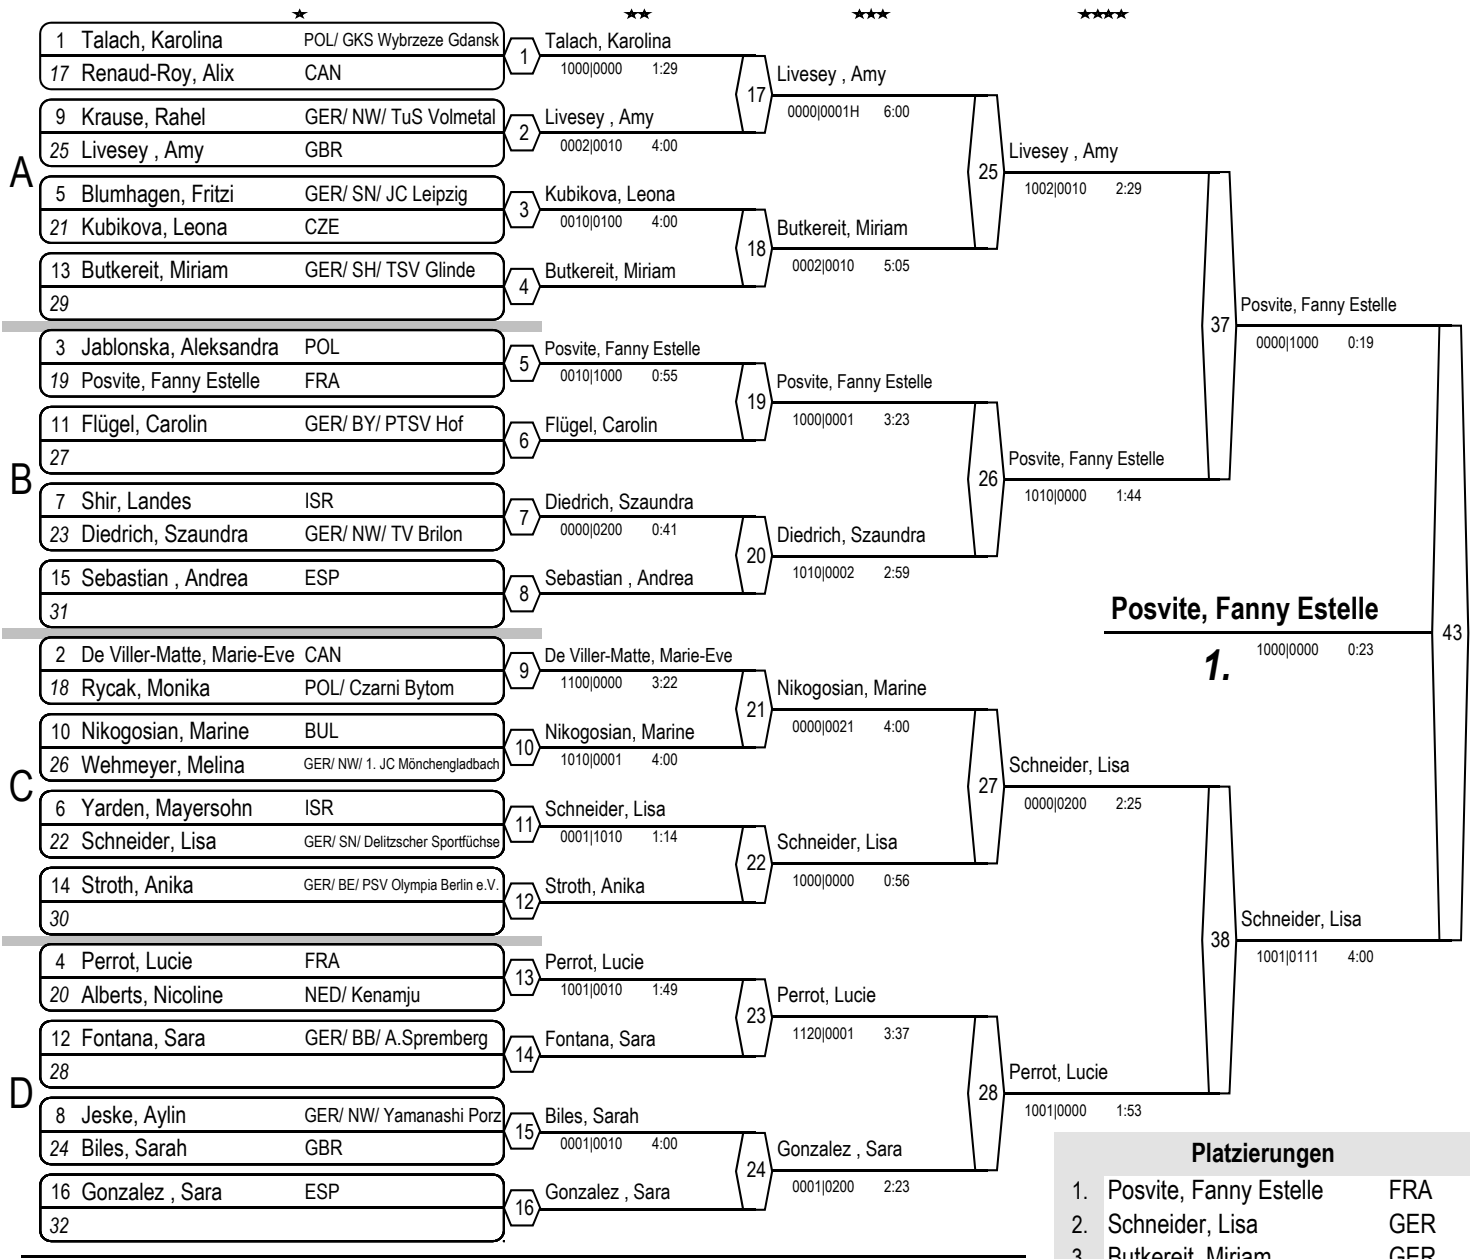 ★ ★★ ★★★ ★★★★
A
1 Talach, Karolina POL/ GKS Wybrzeze Gdansk
17 Renaud-Roy, Alix CAN
9 Krause, Rahel GER/ NW/ TuS Volmetal
25 Livesey , Amy GBR
5 Blumhagen, Fritzi GER/ SN/ JC Leipzig
21 Kubikova, Leona CZE
13 Butkereit, Miriam GER/ SH/ TSV Glinde
29
B
3 Jablonska, Aleksandra POL
19 Posvite, Fanny Estelle FRA
11 Flügel, Carolin GER/ BY/ PTSV Hof
27
7 Shir, Landes ISR
23 Diedrich, Szaundra GER/ NW/ TV Brilon
15 Sebastian , Andrea ESP
31
C
2 De Viller-Matte, Marie-Eve CAN
18 Rycak, Monika POL/ Czarni Bytom
10 Nikogosian, Marine BUL
26 Wehmeyer, Melina GER/ NW/ 1. JC Mönchengladbach
6 Yarden, Mayersohn ISR
22 Schneider, Lisa GER/ SN/ Delitzscher Sportfüchse
14 Stroth, Anika GER/ BE/ PSV Olympia Berlin e.V.
30
D
4 Perrot, Lucie FRA
20 Alberts, Nicoline NED/ Kenamju
12 Fontana, Sara GER/ BB/ A.Spremberg
28
8 Jeske, Aylin GER/ NW/ Yamanashi Porz
24 Biles, Sarah GBR
16 Gonzalez , Sara ESP
32
1 Talach, Karolina
1000|0000 1:29
2 Livesey , Amy
0002|0010 4:00
3 Kubikova, Leona
0010|0100 4:00
4 Butkereit, Miriam
5 Posvite, Fanny Estelle
0010|1000 0:55
6 Flügel, Carolin
7 Diedrich, Szaundra
0000|0200 0:41
8 Sebastian , Andrea
9 De Viller-Matte, Marie-Eve
1100|0000 3:22
10 Nikogosian, Marine
1010|0001 4:00
11 Schneider, Lisa
0001|1010 1:14
12 Stroth, Anika
13 Perrot, Lucie
1001|0010 1:49
14 Fontana, Sara
15 Biles, Sarah
0001|0010 4:00
16 Gonzalez , Sara
17 Livesey , Amy
0000|0001H 6:00
18 Butkereit, Miriam
0002|0010 5:05
19 Posvite, Fanny Estelle
1000|0001 3:23
20 Diedrich, Szaundra
1010|0002 2:59
21 Nikogosian, Marine
0000|0021 4:00
22 Schneider, Lisa
1000|0000 0:56
23 Perrot, Lucie
1120|0001 3:37
24 Gonzalez , Sara
0001|0200 2:23
25 Livesey , Amy
1002|0010 2:29
26 Posvite, Fanny Estelle
1010|0000 1:44
27 Schneider, Lisa
0000|0200 2:25
28 Perrot, Lucie
1001|0000 1:53
37 Posvite, Fanny Estelle
0000|1000 0:19
38 Schneider, Lisa
1001|0111 4:00
43 Posvite, Fanny Estelle
1. 1000|0000 0:23
Platzierungen
1. Posvite, Fanny Estelle FRA
2. Schneider, Lisa GER
3. Butkereit, Miriam GER